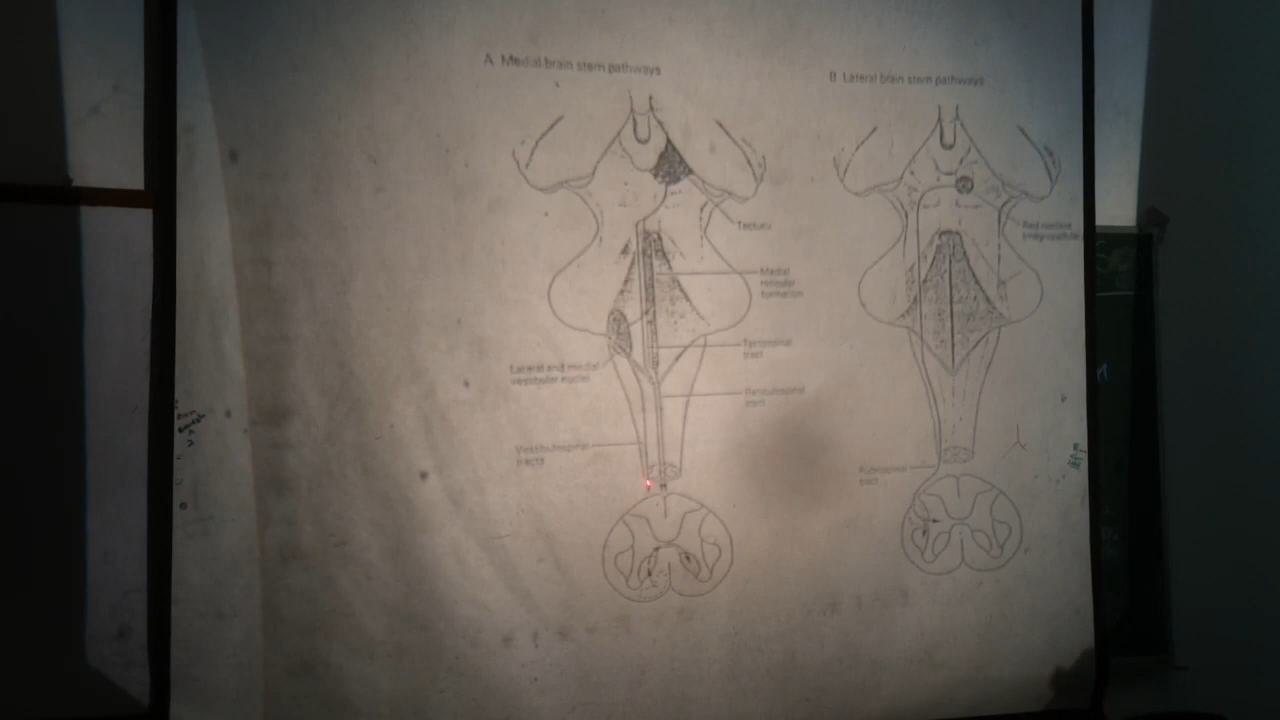 A Medial brain stem pathways
B Lateral brain stem pathways
Tectum
Red nucleus
Medial
reticular
formation
Tectospinal
tract
Lateral and medial
vestibular nuclei
Reticulospinal
tract
Vestibulospinal
tracts
Rubrospinal
tract